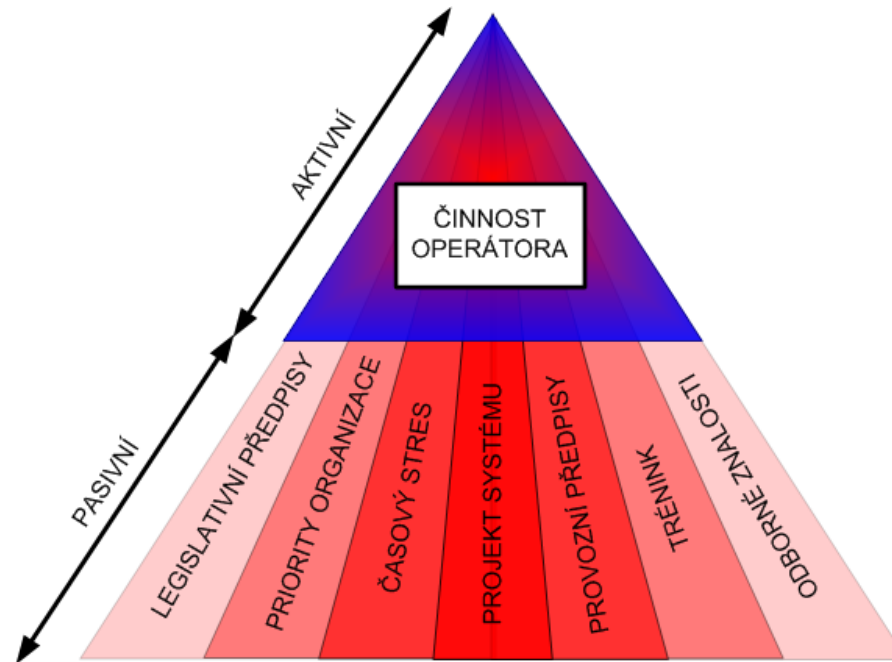 AKTIVNÍ
ČINNOST
OPERÁTORA
PASIVNÍ
LEGISLATIVNÍ PŘEDPISY
PRIORITY ORGANIZACE
ČASOVÝ STRES
PROJEKT SYSTÉMU
PROVOZNÍ PŘEDPISY
TRÉNINK
ODBORNÉ ZNALOSTI